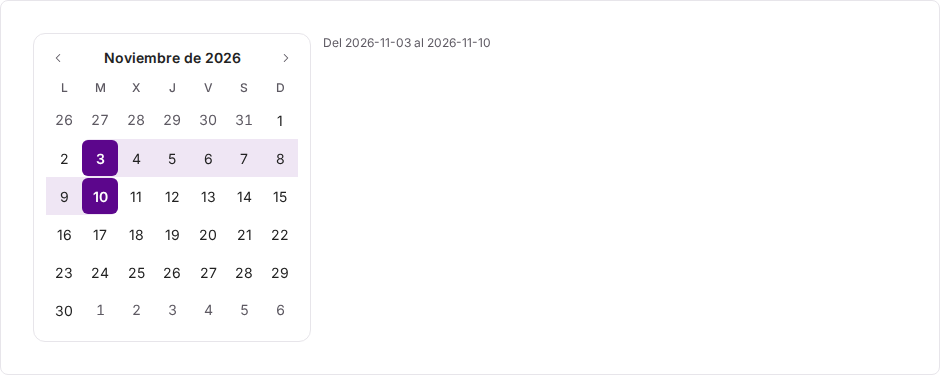 Noviembre de 2026
L M X J V S D
26 27 28 29 30 31 1
2 3 4 5 6 7 8
9 10 11 12 13 14 15
16 17 18 19 20 21 22
23 24 25 26 27 28 29
30 1 2 3 4 5 6
Del 2026-11-03 al 2026-11-10